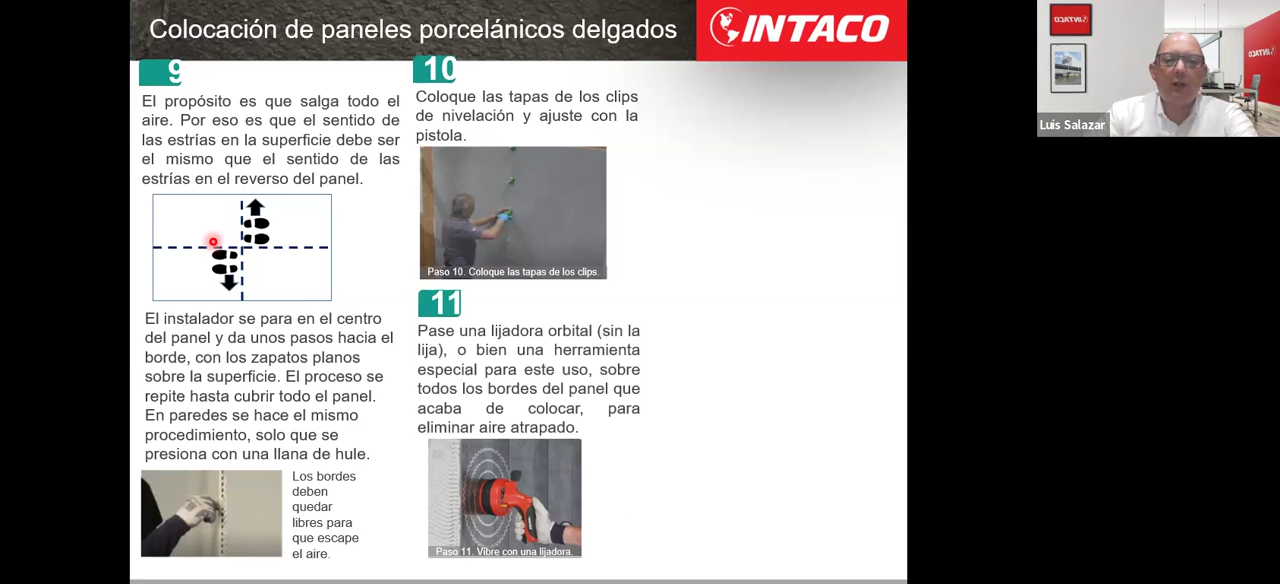 Colocación de paneles porcelánicos delgados
INTACO
9
El propósito es que salga todo el
aire. Por eso es que el sentido de
las estrías en la superficie debe ser
el mismo que el sentido de las
estrías en el reverso del panel.
El instalador se para en el centro
del panel y da unos pasos hacia el
borde, con los zapatos planos
sobre la superficie. El proceso se
repite hasta cubrir todo el panel.
En paredes se hace el mismo
procedimiento, solo que se
presiona con una llana de hule.
Los bordes
deben
quedar
libres para
que escape
el aire.
10
Coloque las tapas de los clips
de nivelación y ajuste con la
pistola.
Paso 10. Coloque las tapas de los clips.
11
Pase una lijadora orbital (sin la
lija), o bien una herramienta
especial para este uso, sobre
todos los bordes del panel que
acaba de colocar, para
eliminar aire atrapado.
Paso 11. Vibre con una lijadora.
INTACO
INTACO
Luis Salazar